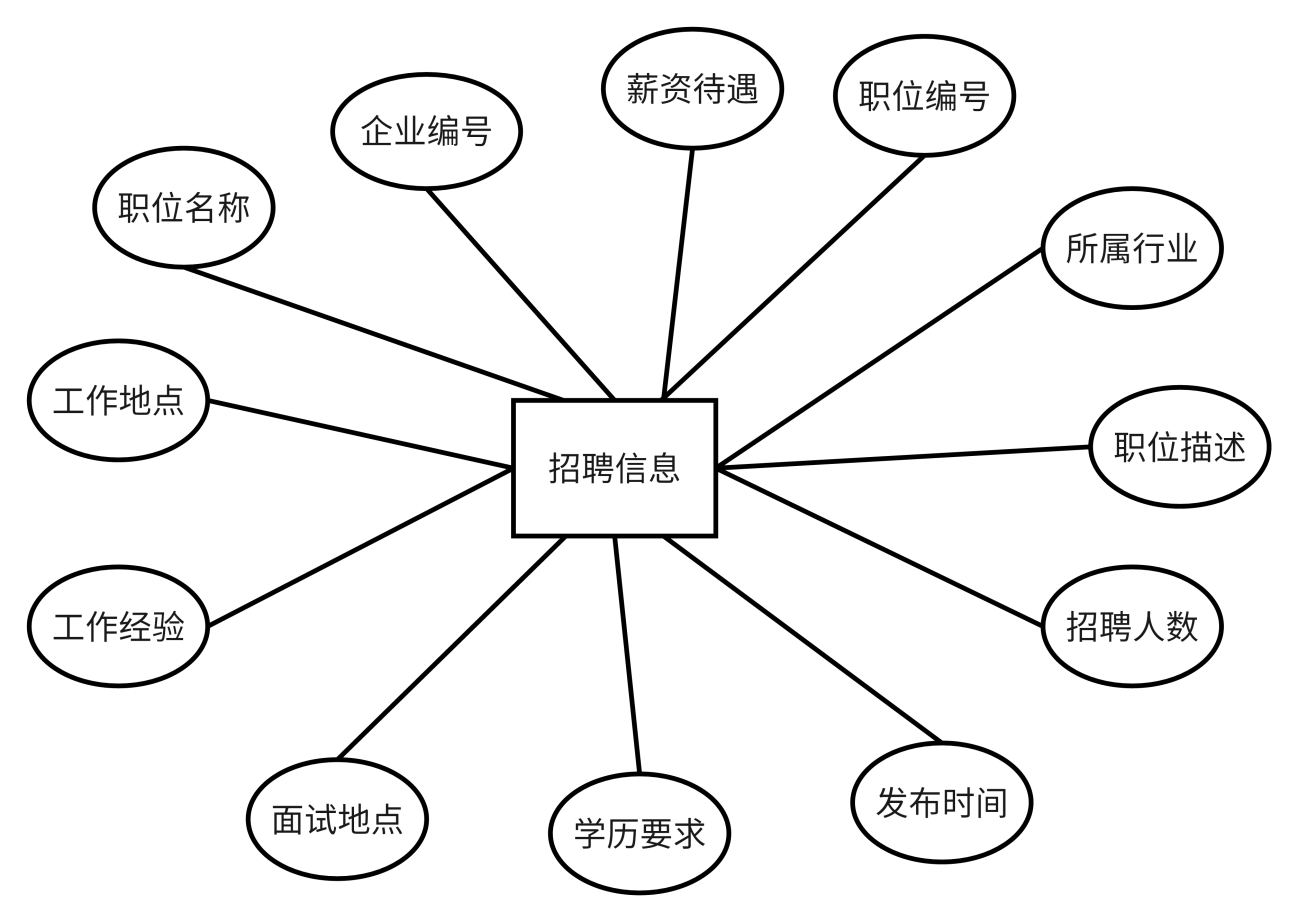 薪资待遇
职位编号
企业编号
职位名称
所属行业
工作地点
职位描述
招聘信息
工作经验
招聘人数
发布时间
面试地点
学历要求